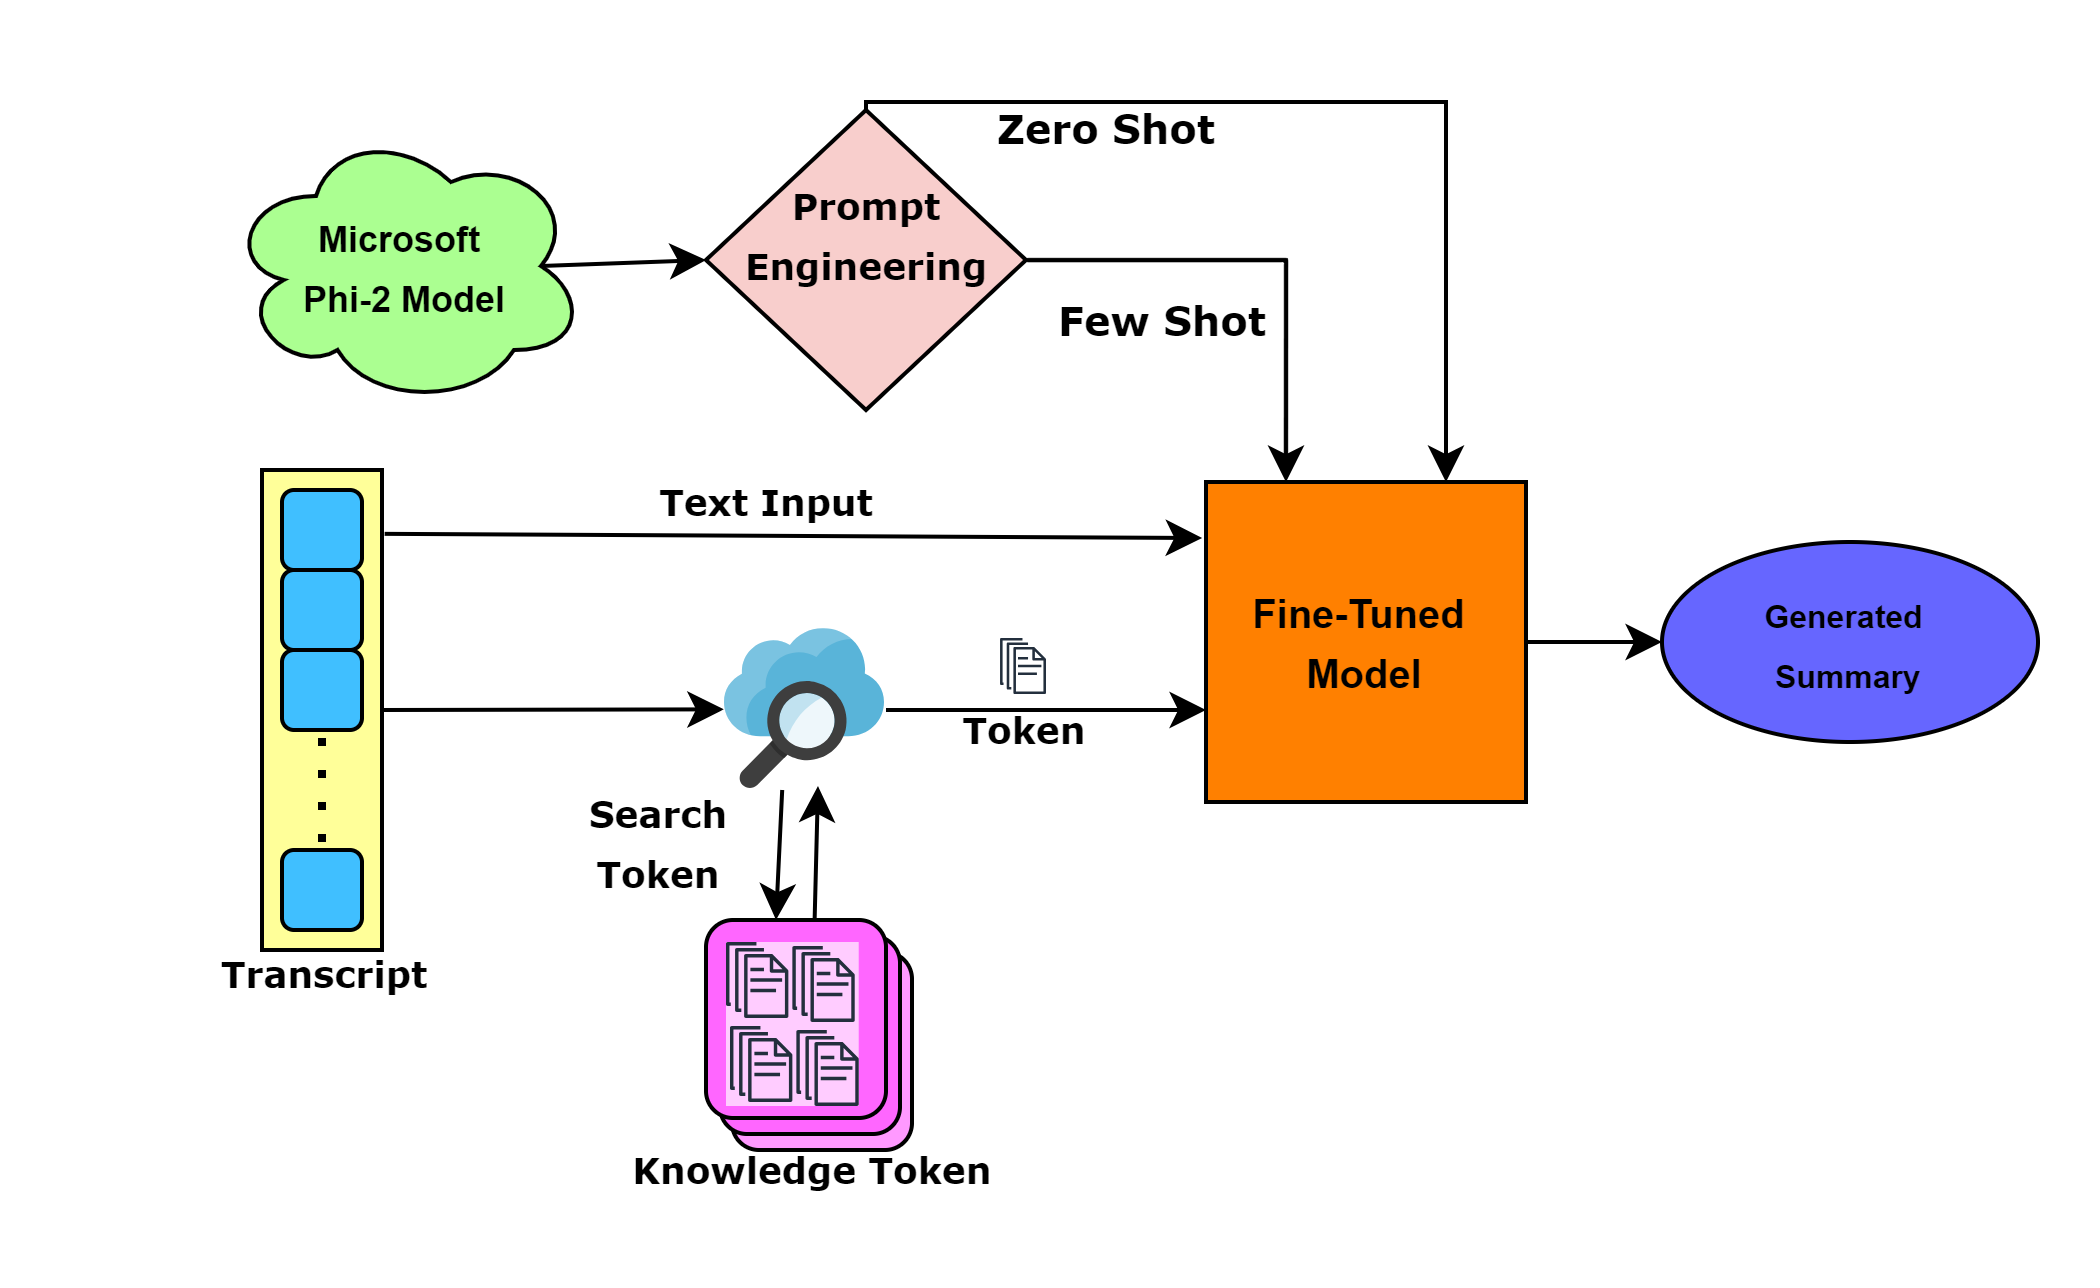 Zero Shot
Prompt
Engineering
Microsoft
Phi-2 Model
Few Shot
Text Input
Fine-Tuned
Model
Generated
Summary
Token
Search
Token
Transcript
Knowledge Token